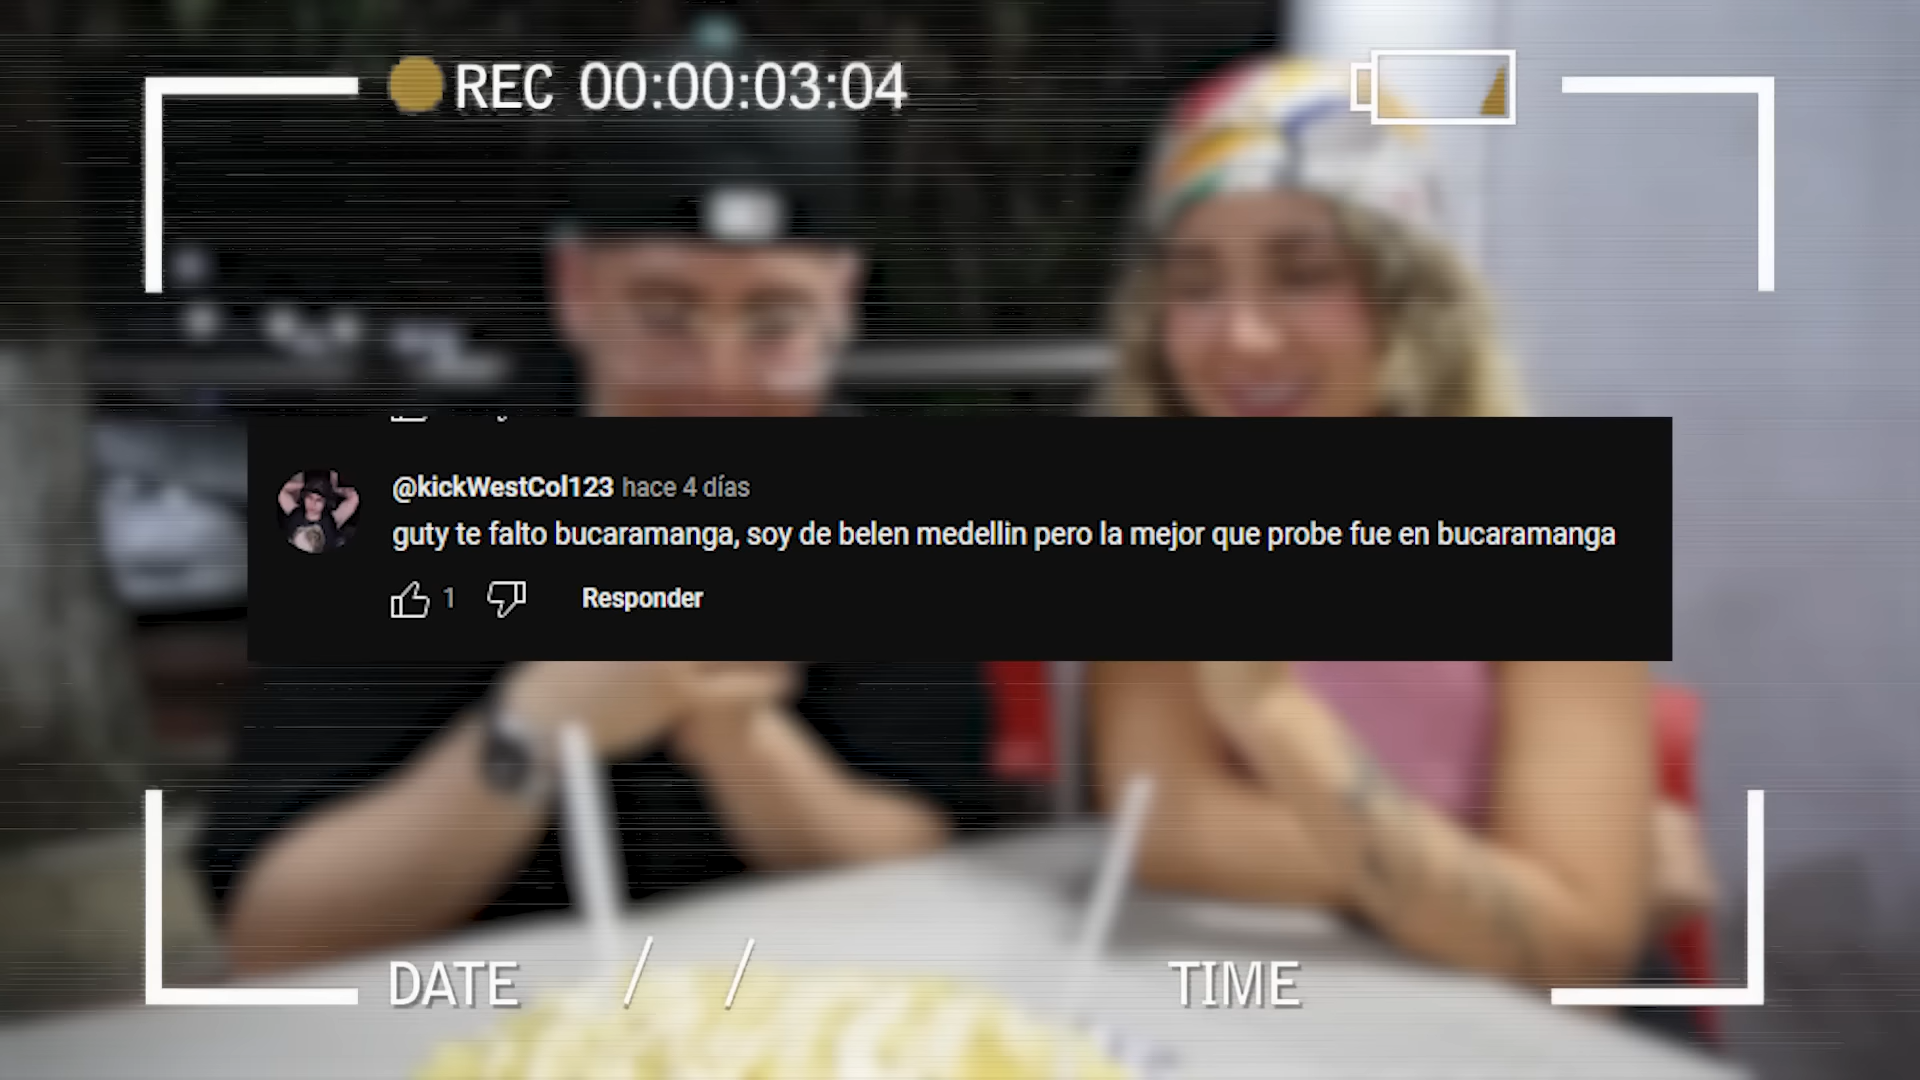 REC 00:00:03:04
@kickWestCol123 hace 4 días
guty te falto bucaramanga, soy de belen medellin pero la mejor que probe fue en bucaramanga
1
Responder
DATE / /
TIME